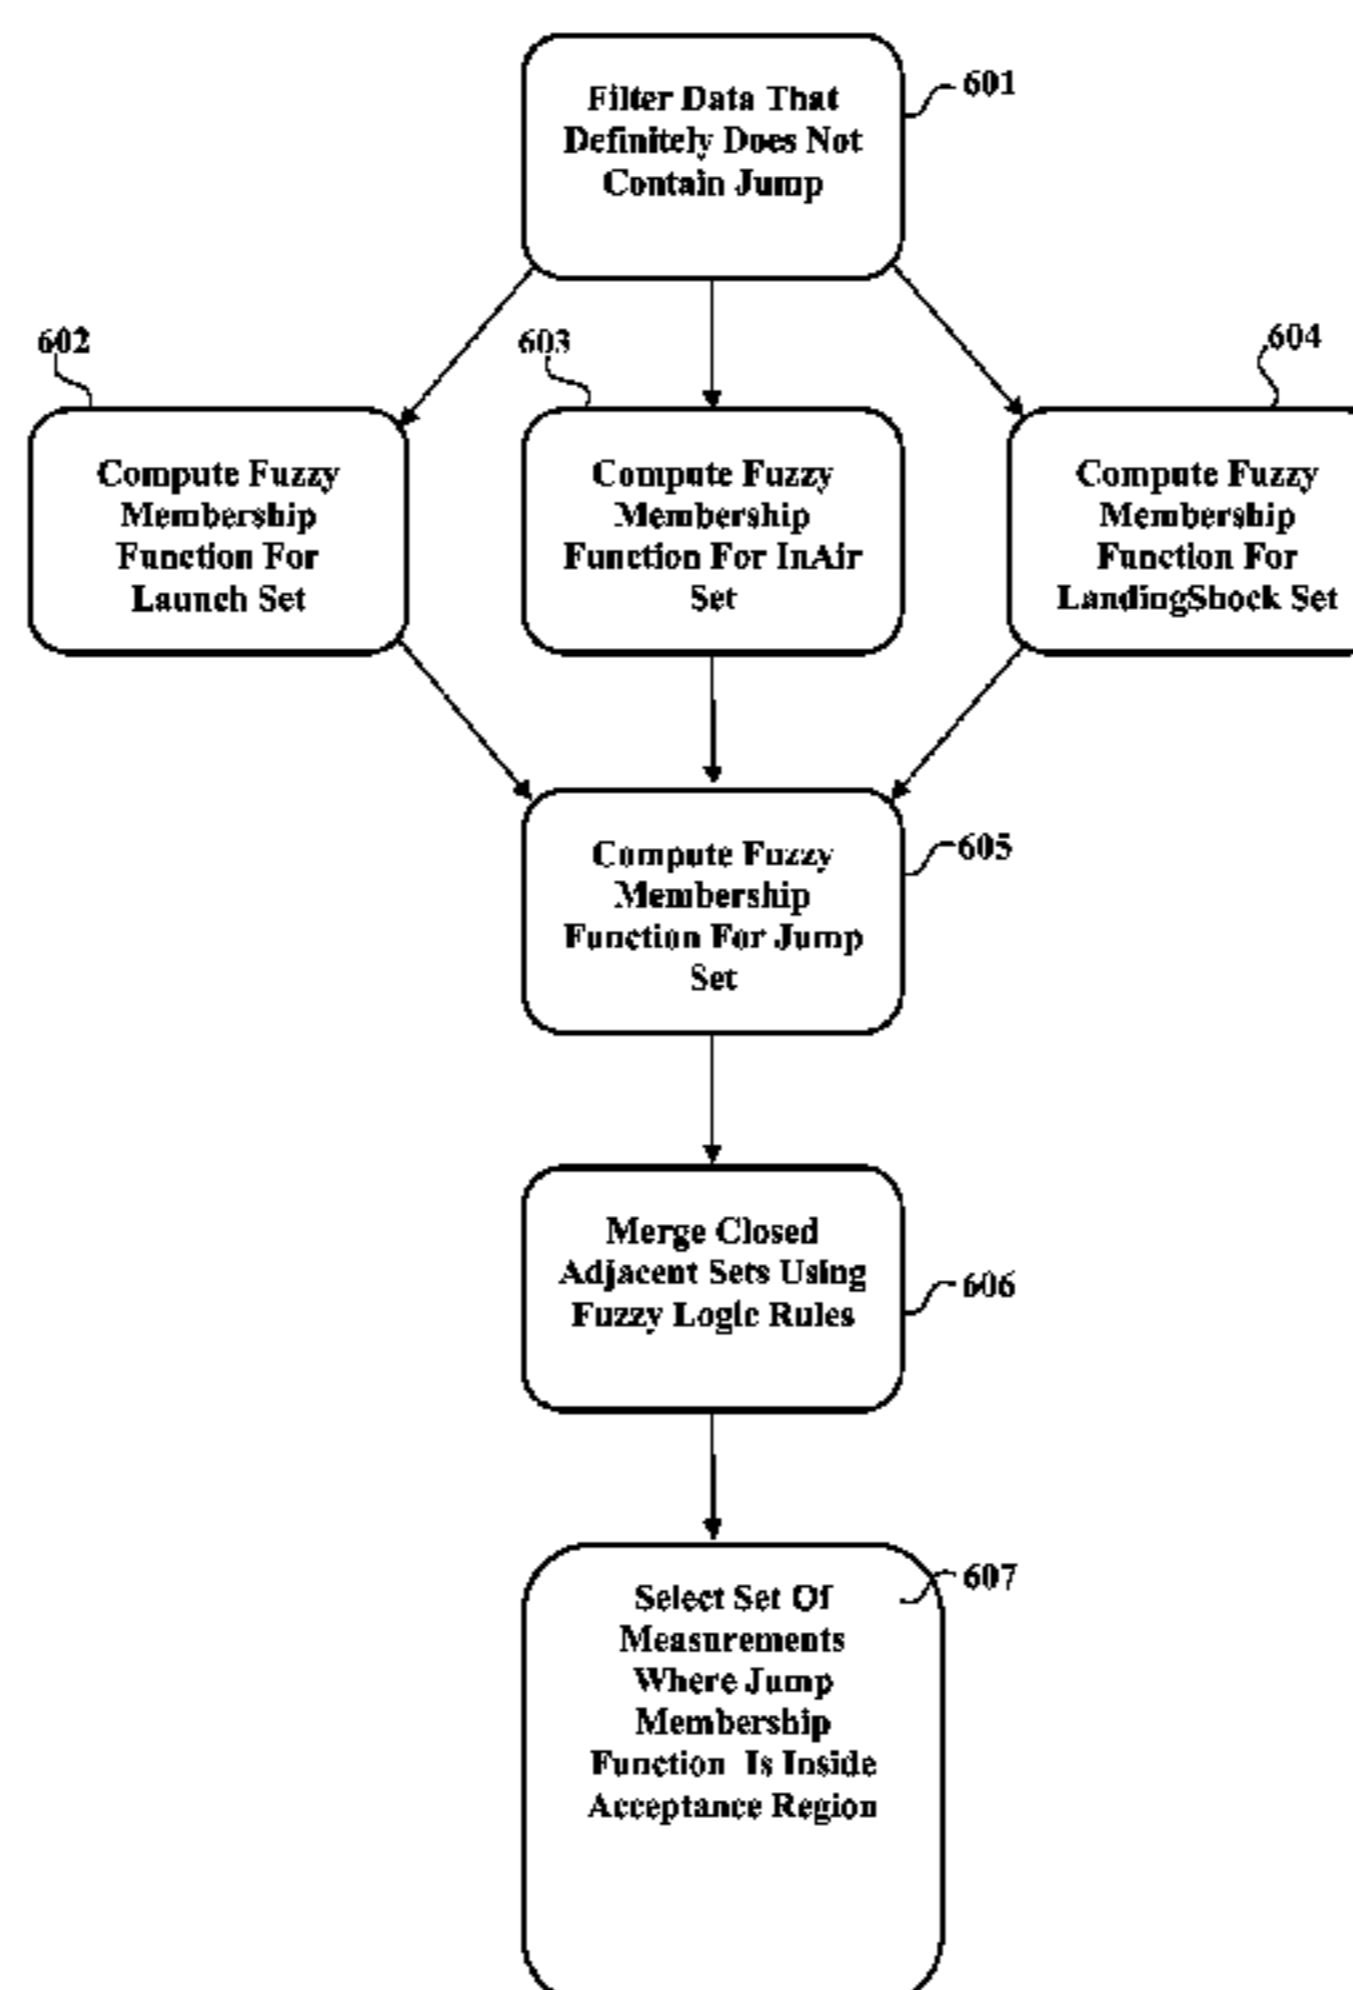 Filter Data That
Definitely Does Not
Contain Jump
601
602
603
604
Compute Fuzzy
Membership
Function For
Launch Set
Compute Fuzzy
Membership
Function For InAir
Set
Compute Fuzzy
Membership
Function For
LandingShock Set
Compute Fuzzy
Membership
Function For Jump
Set
605
Merge Closed
Adjacent Sets Using
Fuzzy Logic Rules
606
Select Set Of
Measurements
Where Jump
Membership
Function Is Inside
Acceptance Region
607